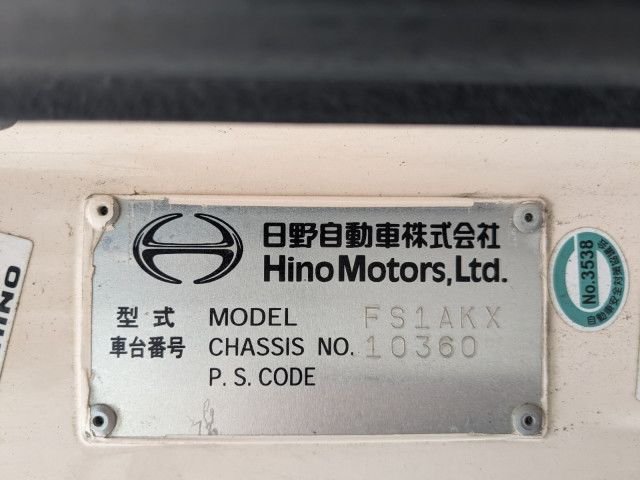 日野自動車株式会社
Hino Motors, Ltd.
型式 MODEL FS1AKX
車台番号 CHASSIS NO. 10360
P. S. CODE
No.3538
HINO